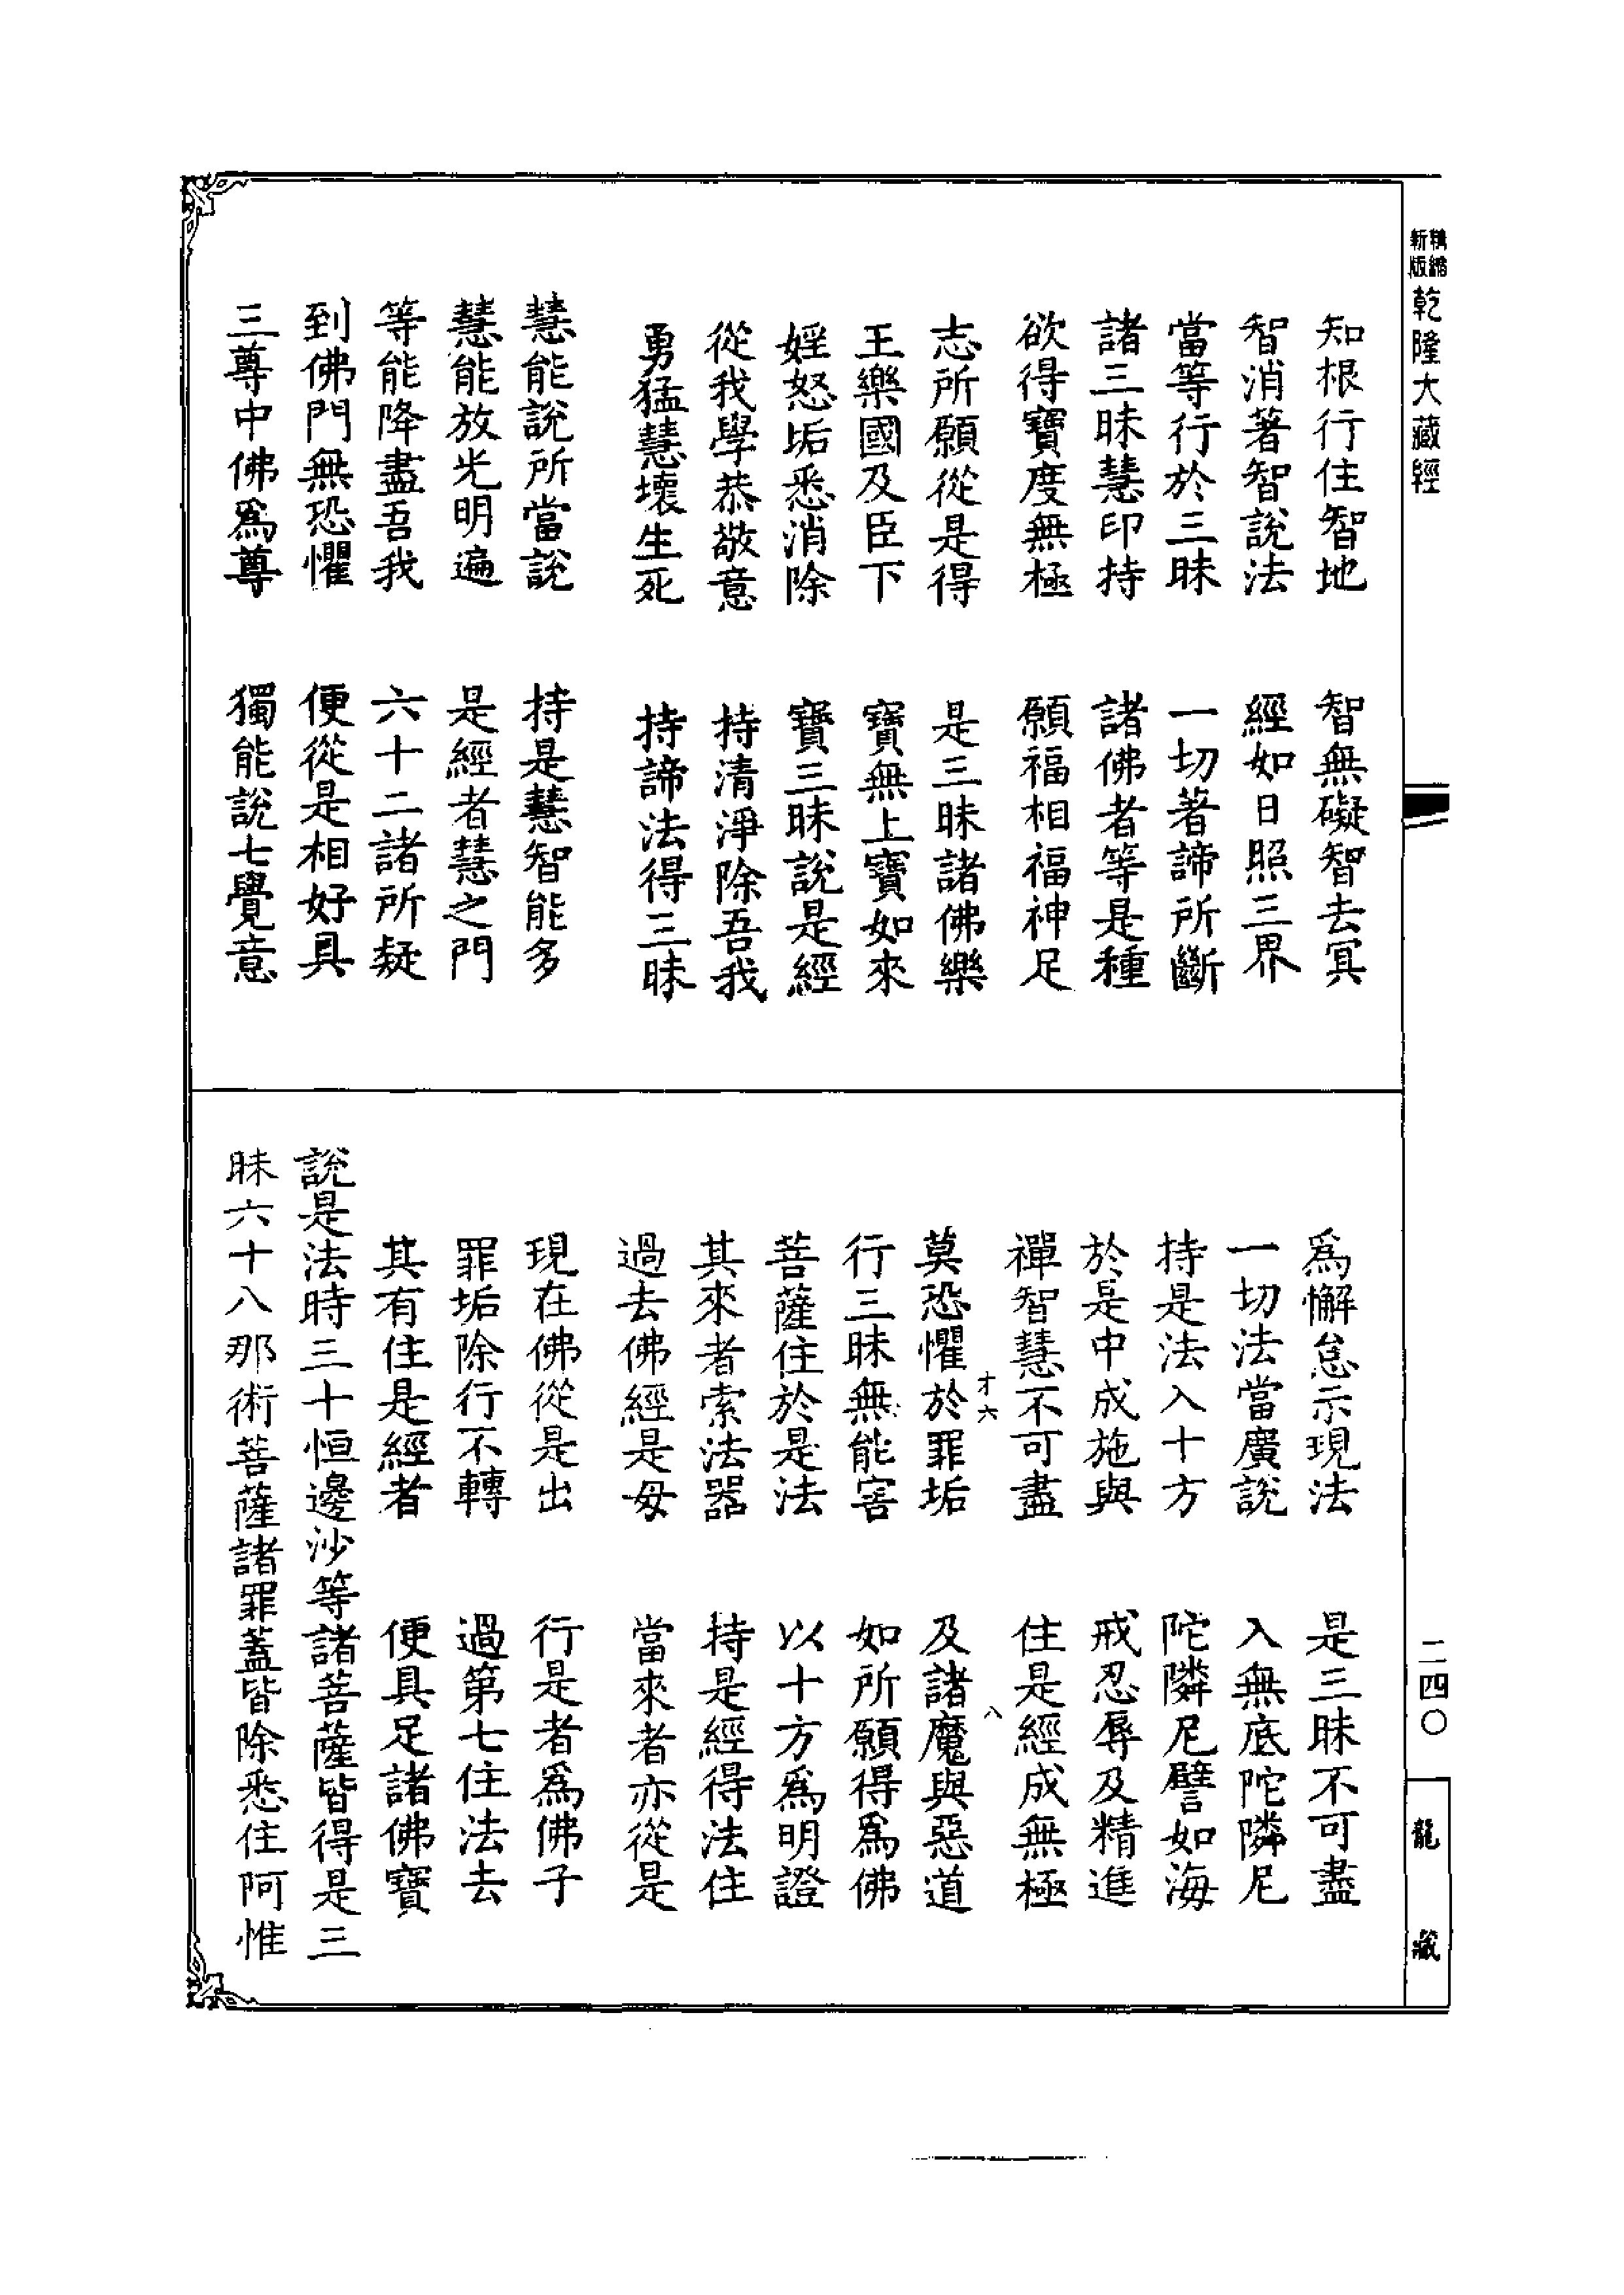 新版
精縮
乾隆大藏經
知根行住智地　智無礙智去冥
智消著智說法　經如日照三界
當等行於三昧　一切著諦所斷
諸三昧慧印持　諸佛者等是種
欲得寶度無極　願福相福神足
志所願從是得　是三昧諸佛樂
王樂國及臣下　寶無上寶如來
婬怒垢悉消除　寶三昧說是經
從我學恭敬意　持清淨除吾我
勇猛慧壞生死　持諦法得三昧
慧能說所當說　持是慧智能多
慧能放光明遍　是經者慧之門
等能降盡吾我　六十二諸所疑
到佛門無恐懼　便從是相好具
三尊中佛爲尊　獨能說七覺意
爲懈怠示現法　是三昧不可盡
一切法當廣說　入無底陀隣尼
持是法入十方　陀隣尼譬如海
於是中成施與　戒忍辱及精進
禪智慧不可盡　住是經成無極
才六　八
莫恐懼於罪垢　及諸魔與惡道
行三昧無能害　如所願得爲佛
菩薩住於是法　以十方爲明證
其來者索法器　持是經得法住
過去佛經是母　當來者亦從是
現在佛從是出　行是者爲佛子
罪垢除行不轉　過第七住法去
其有住是經者　便具足諸佛寶
說是法時三十恒邊沙等諸菩薩皆得是三
昧六十八那術菩薩諸罪蓋皆除悉住阿惟
二四〇
龍藏